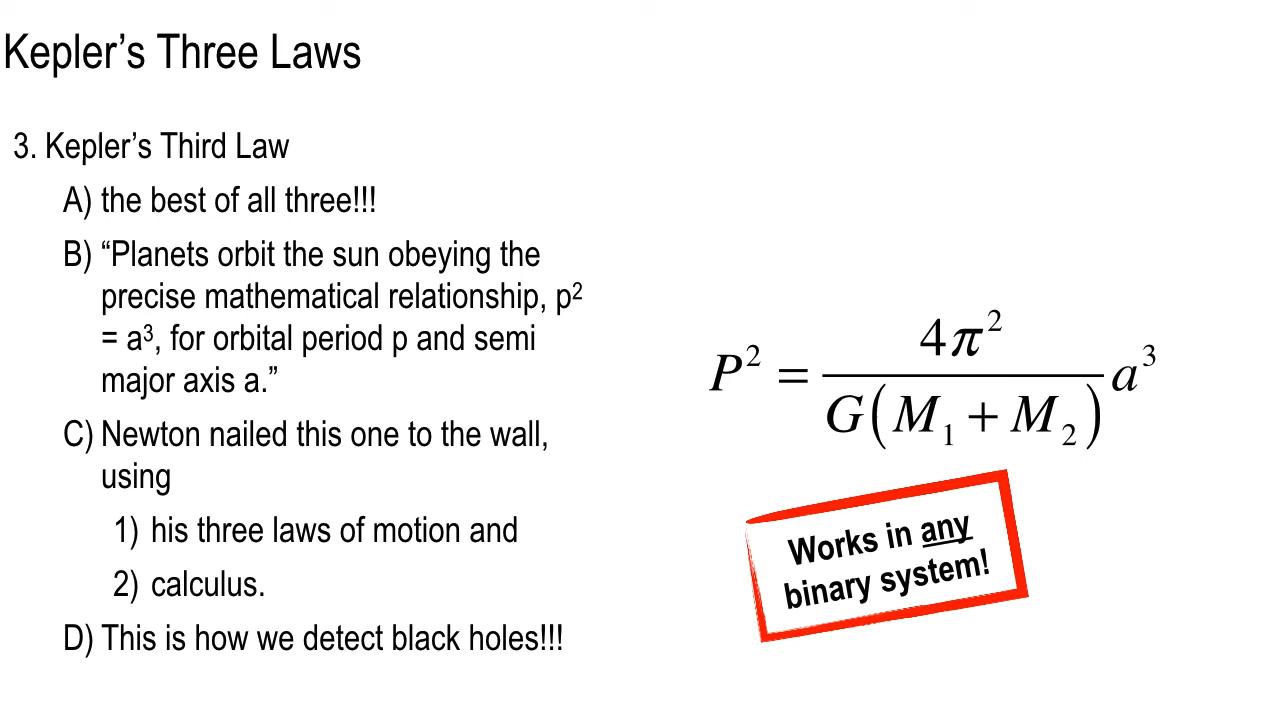 Kepler’s Three Laws
3. Kepler’s Third Law
A) the best of all three!!!
B) “Planets orbit the sun obeying the
precise mathematical relationship, p²
= a³, for orbital period p and semi
major axis a.”
C) Newton nailed this one to the wall,
using
1) his three laws of motion and
2) calculus.
D) This is how we detect black holes!!!
P² = 4π² / G(M₁ + M₂) a³
Works in any
binary system!